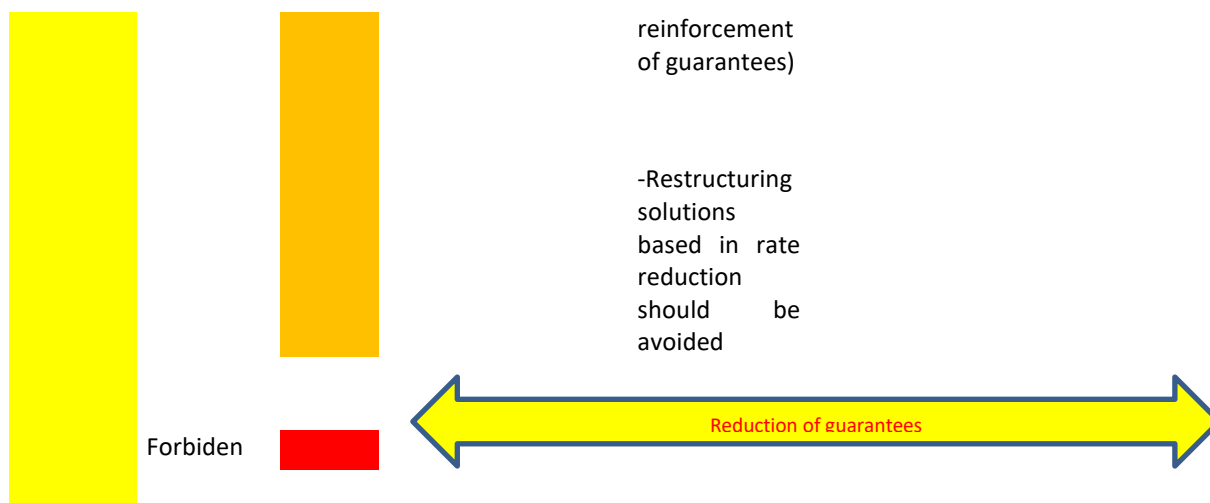 reinforcement
of guarantees)
-Restructuring
solutions
based in rate
reduction
should be
avoided
Reduction of guarantees
Forbiden